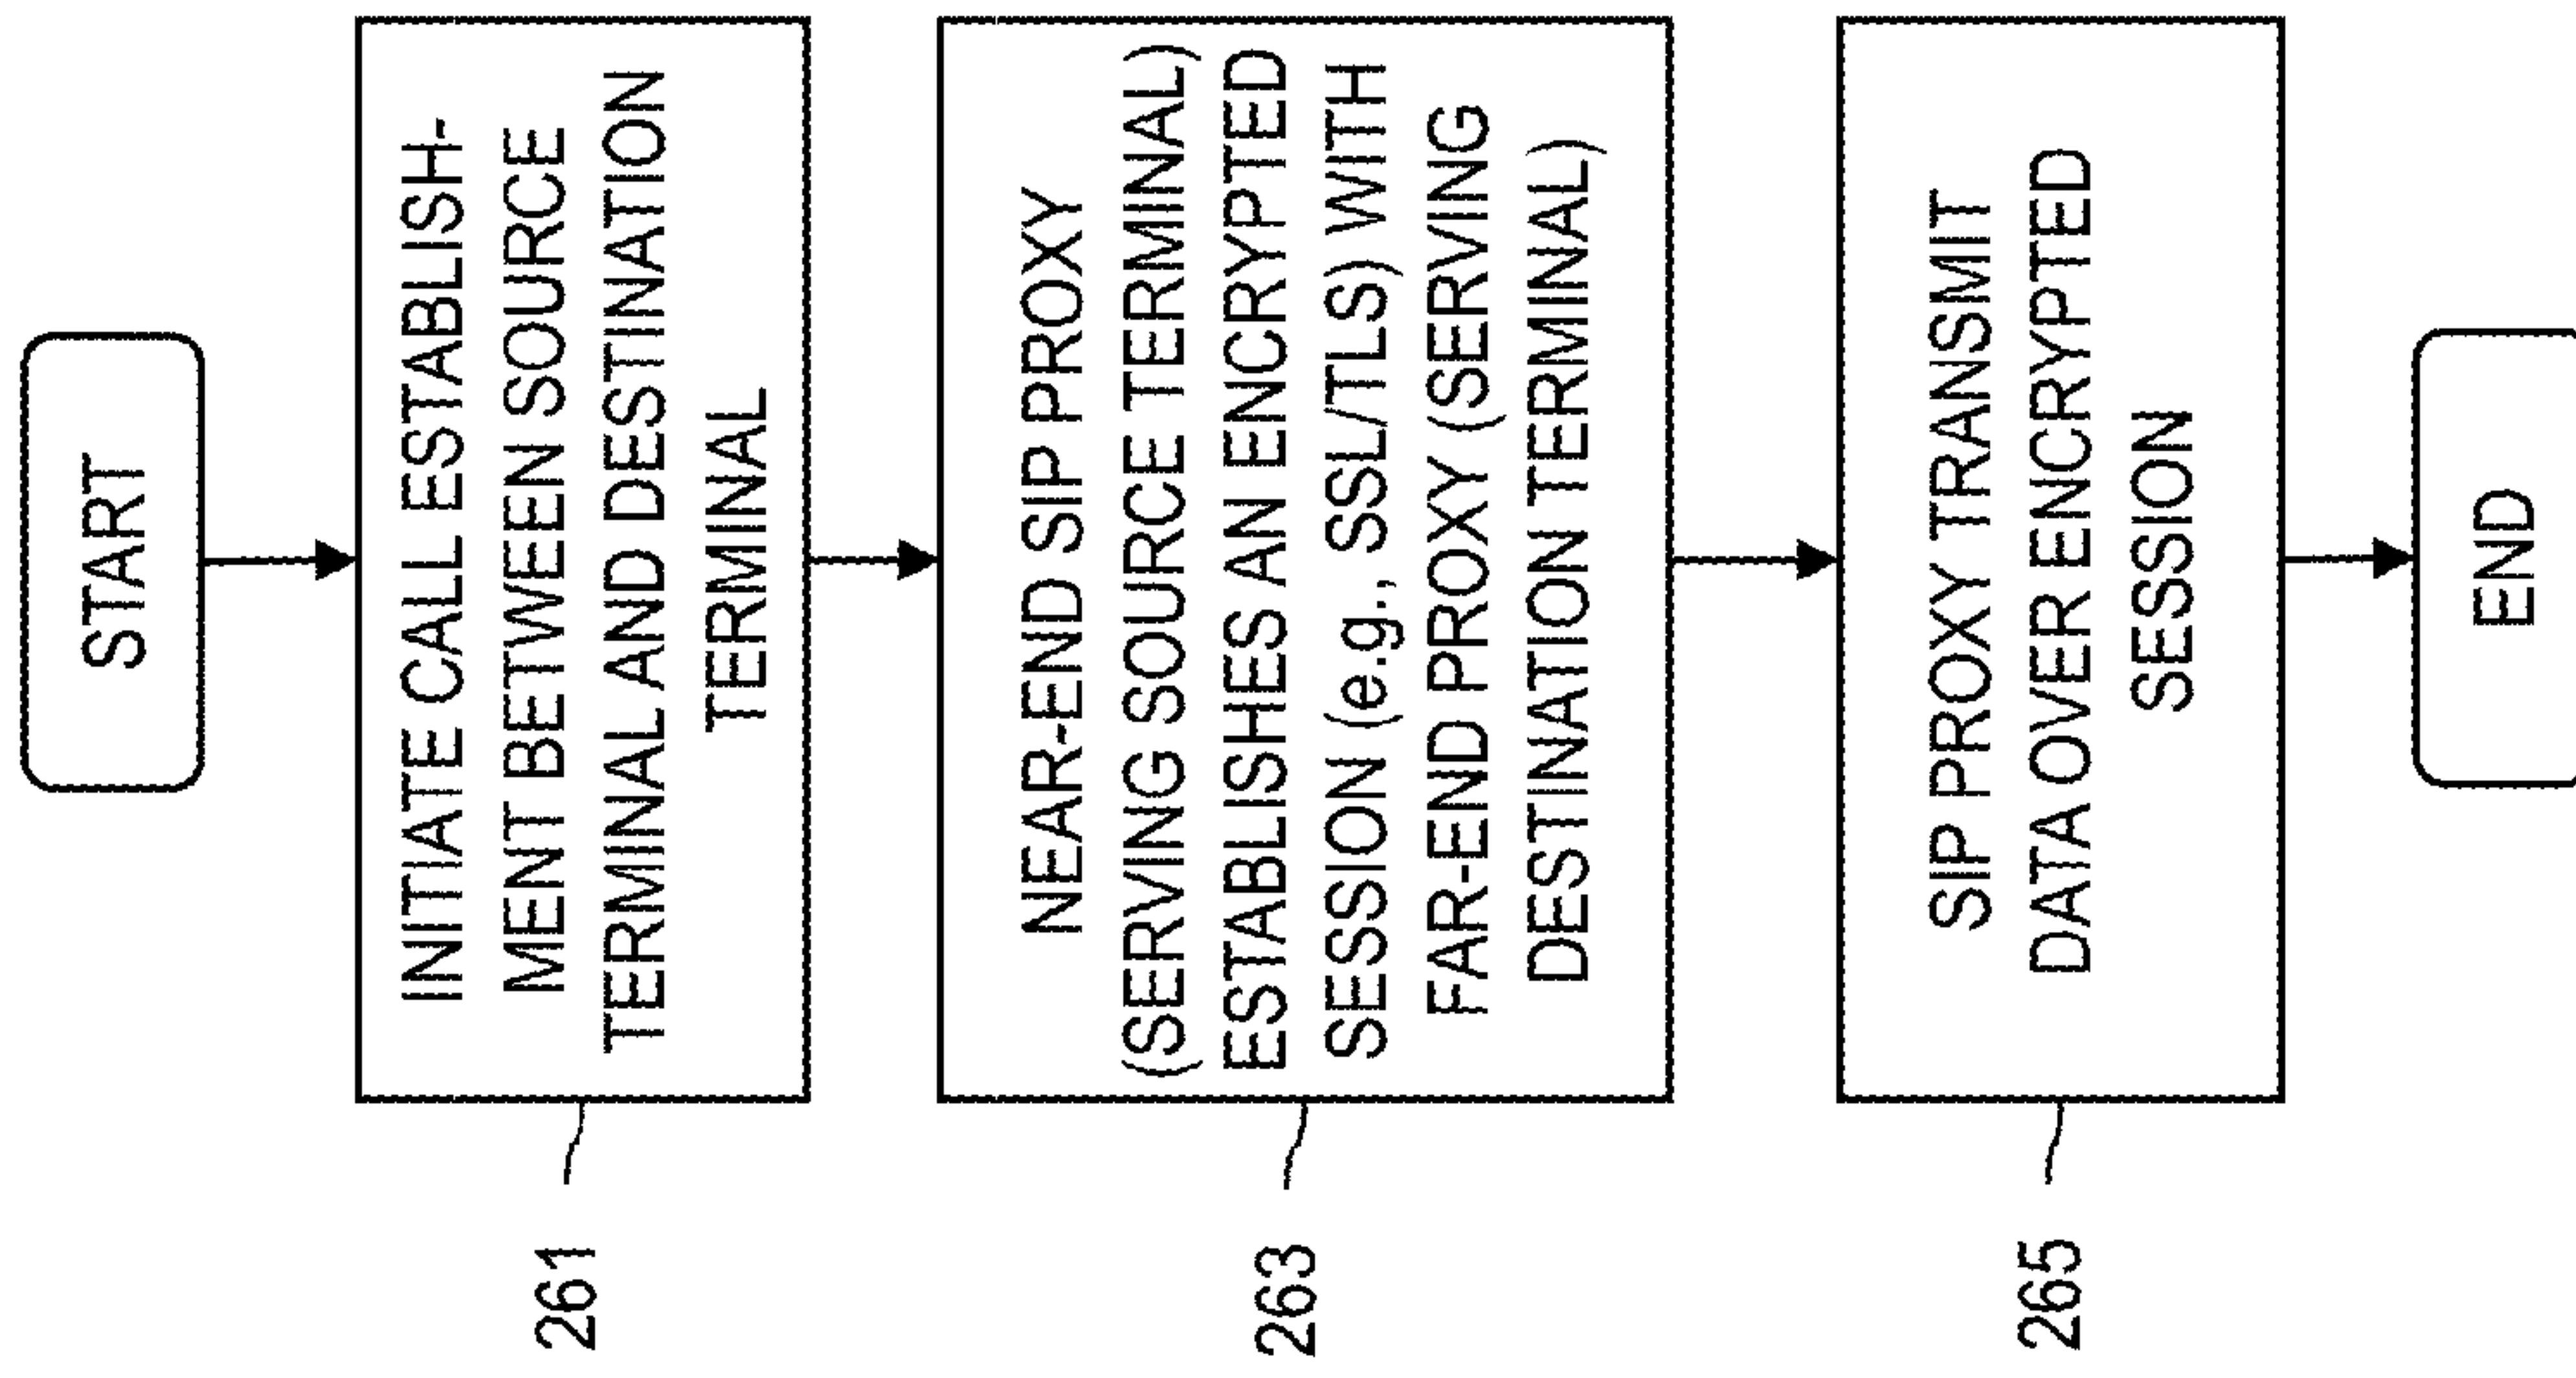 START
261
INITIATE CALL ESTABLISH-
MENT BETWEEN SOURCE
TERMINAL AND DESTINATION
TERMINAL
263
NEAR-END SIP PROXY
(SERVING SOURCE TERMINAL)
ESTABLISHES AN ENCRYPTED
SESSION (e.g., SSL/TLS) WITH
FAR-END PROXY (SERVING
DESTINATION TERMINAL)
265
SIP PROXY TRANSMIT
DATA OVER ENCRYPTED
SESSION
END